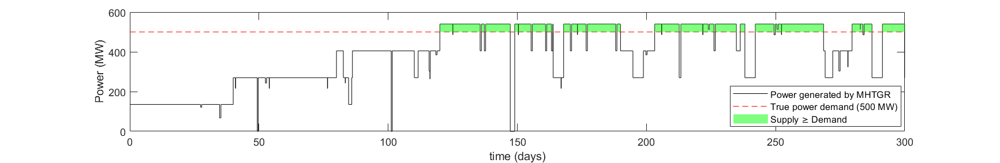 600
400
200
0
Power (MW)
0 50 100 150 200 250 300
time (days)
Power generated by MHTGR
True power demand (500 MW)
Supply ≥ Demand